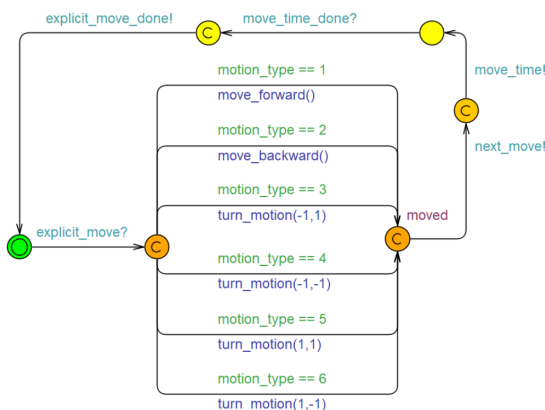 explicit_move_done!
move_time_done?
C
motion_type == 1
move_time!
move_forward()
C
motion_type == 2
next_move!
move_backward()
motion_type == 3
turn_motion(-1,1)
moved
explicit_move?
C
C
motion_type == 4
turn_motion(-1,-1)
motion_type == 5
turn_motion(1,1)
motion_type == 6
turn_motion(1,-1)